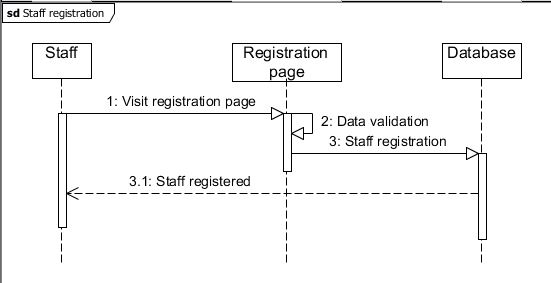 sd Staff registration
Staff
Registration
page
Database
1: Visit registration page
2: Data validation
3: Staff registration
3.1: Staff registered